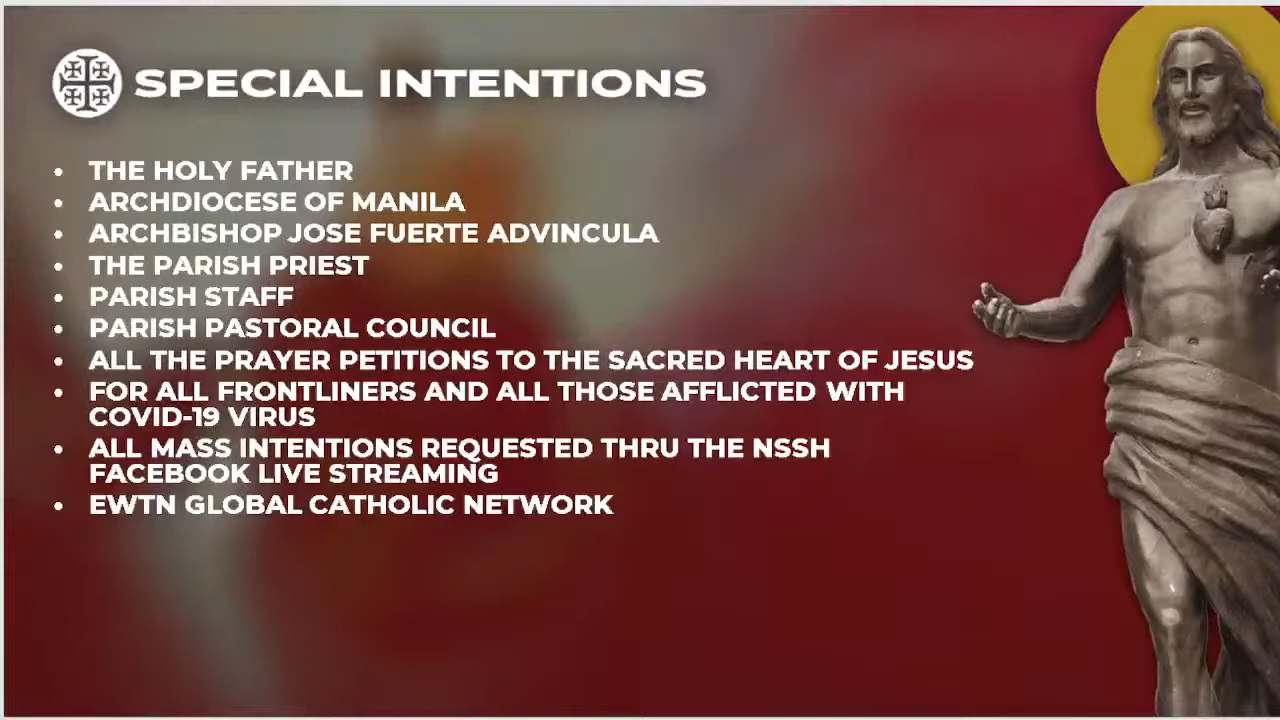 SPECIAL INTENTIONS
• THE HOLY FATHER
• ARCHDIOCESE OF MANILA
• ARCHBISHOP JOSE FUERTE ADVINCULA
• THE PARISH PRIEST
• PARISH STAFF
• PARISH PASTORAL COUNCIL
• ALL THE PRAYER PETITIONS TO THE SACRED HEART OF JESUS
• FOR ALL FRONTLINERS AND ALL THOSE AFFLICTED WITH
COVID-19 VIRUS
• ALL MASS INTENTIONS REQUESTED THRU THE NSSH
FACEBOOK LIVE STREAMING
• EWTN GLOBAL CATHOLIC NETWORK